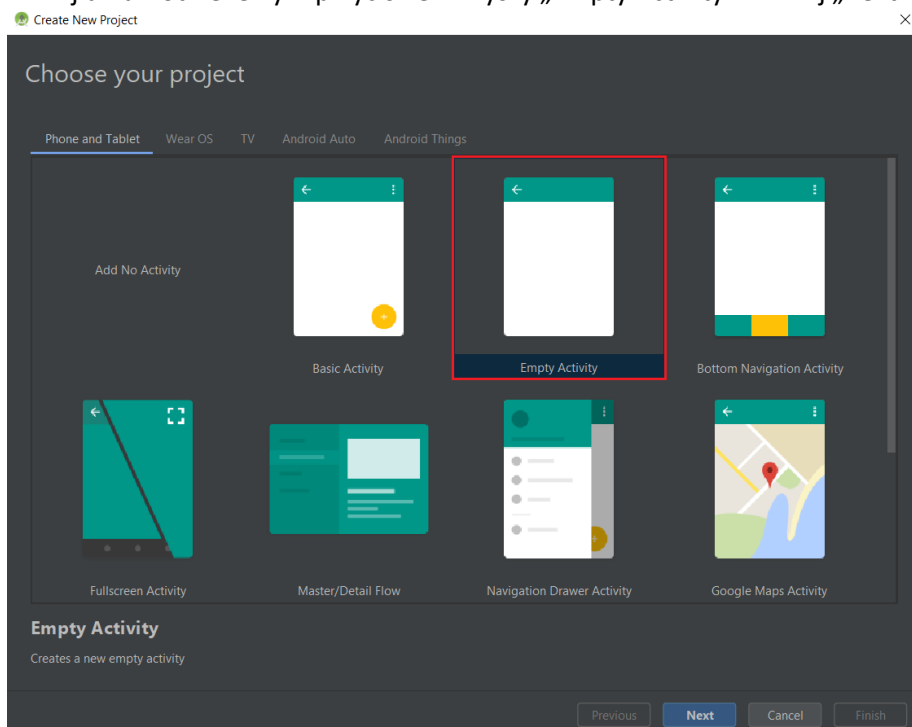 Create New Project
Choose your project
Phone and Tablet Wear OS TV Android Auto Android Things
Add No Activity
Basic Activity
Empty Activity
Bottom Navigation Activity
Fullscreen Activity
Master/Detail Flow
Navigation Drawer Activity
Google Maps Activity
Empty Activity
Creates a new empty activity
Previous Next Cancel Finish